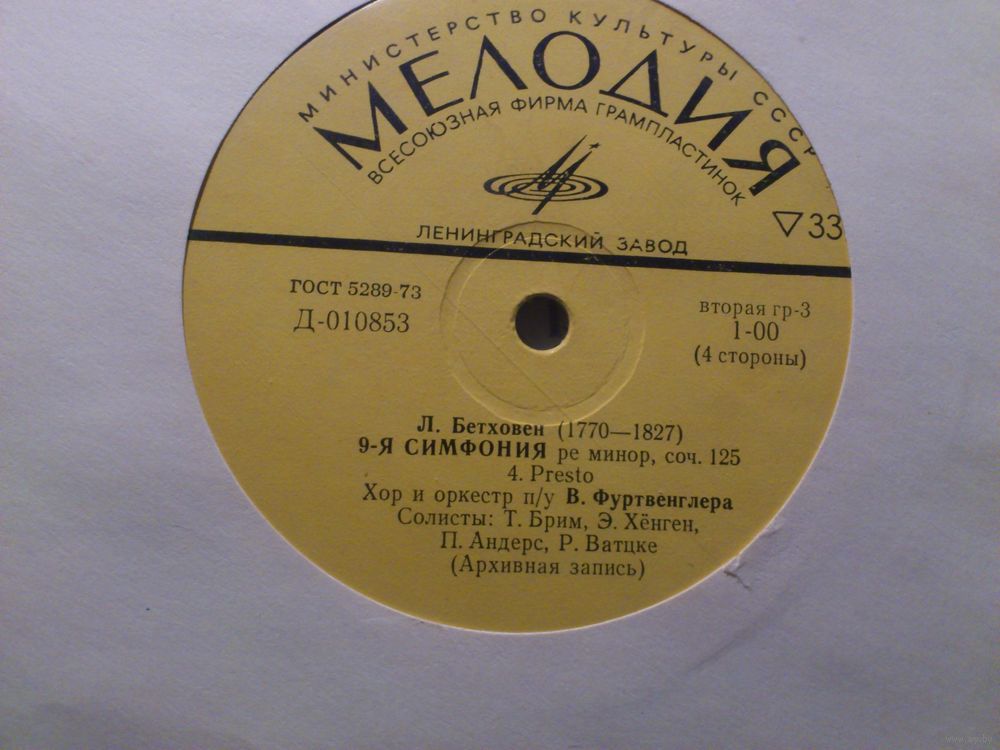 МИНИСТЕРСТВО КУЛЬТУРЫ СССР
МЕЛОДИЯ
ВСЕСОЮЗНАЯ ФИРМА ГРАМПЛАСТИНОК
ЛЕНИНГРАДСКИЙ ЗАВОД
▽33
ГОСТ 5289-73
Д-010853
вторая гр-3
1-00
(4 стороны)
Л. Бетховен (1770—1827)
9-Я СИМФОНИЯ ре минор, соч. 125
4. Presto
Хор и оркестр п/у В. Фуртвенглера
Солисты: Т. Брим, Э. Хёнген,
П. Андерс, Р. Ватцке
(Архивная запись)